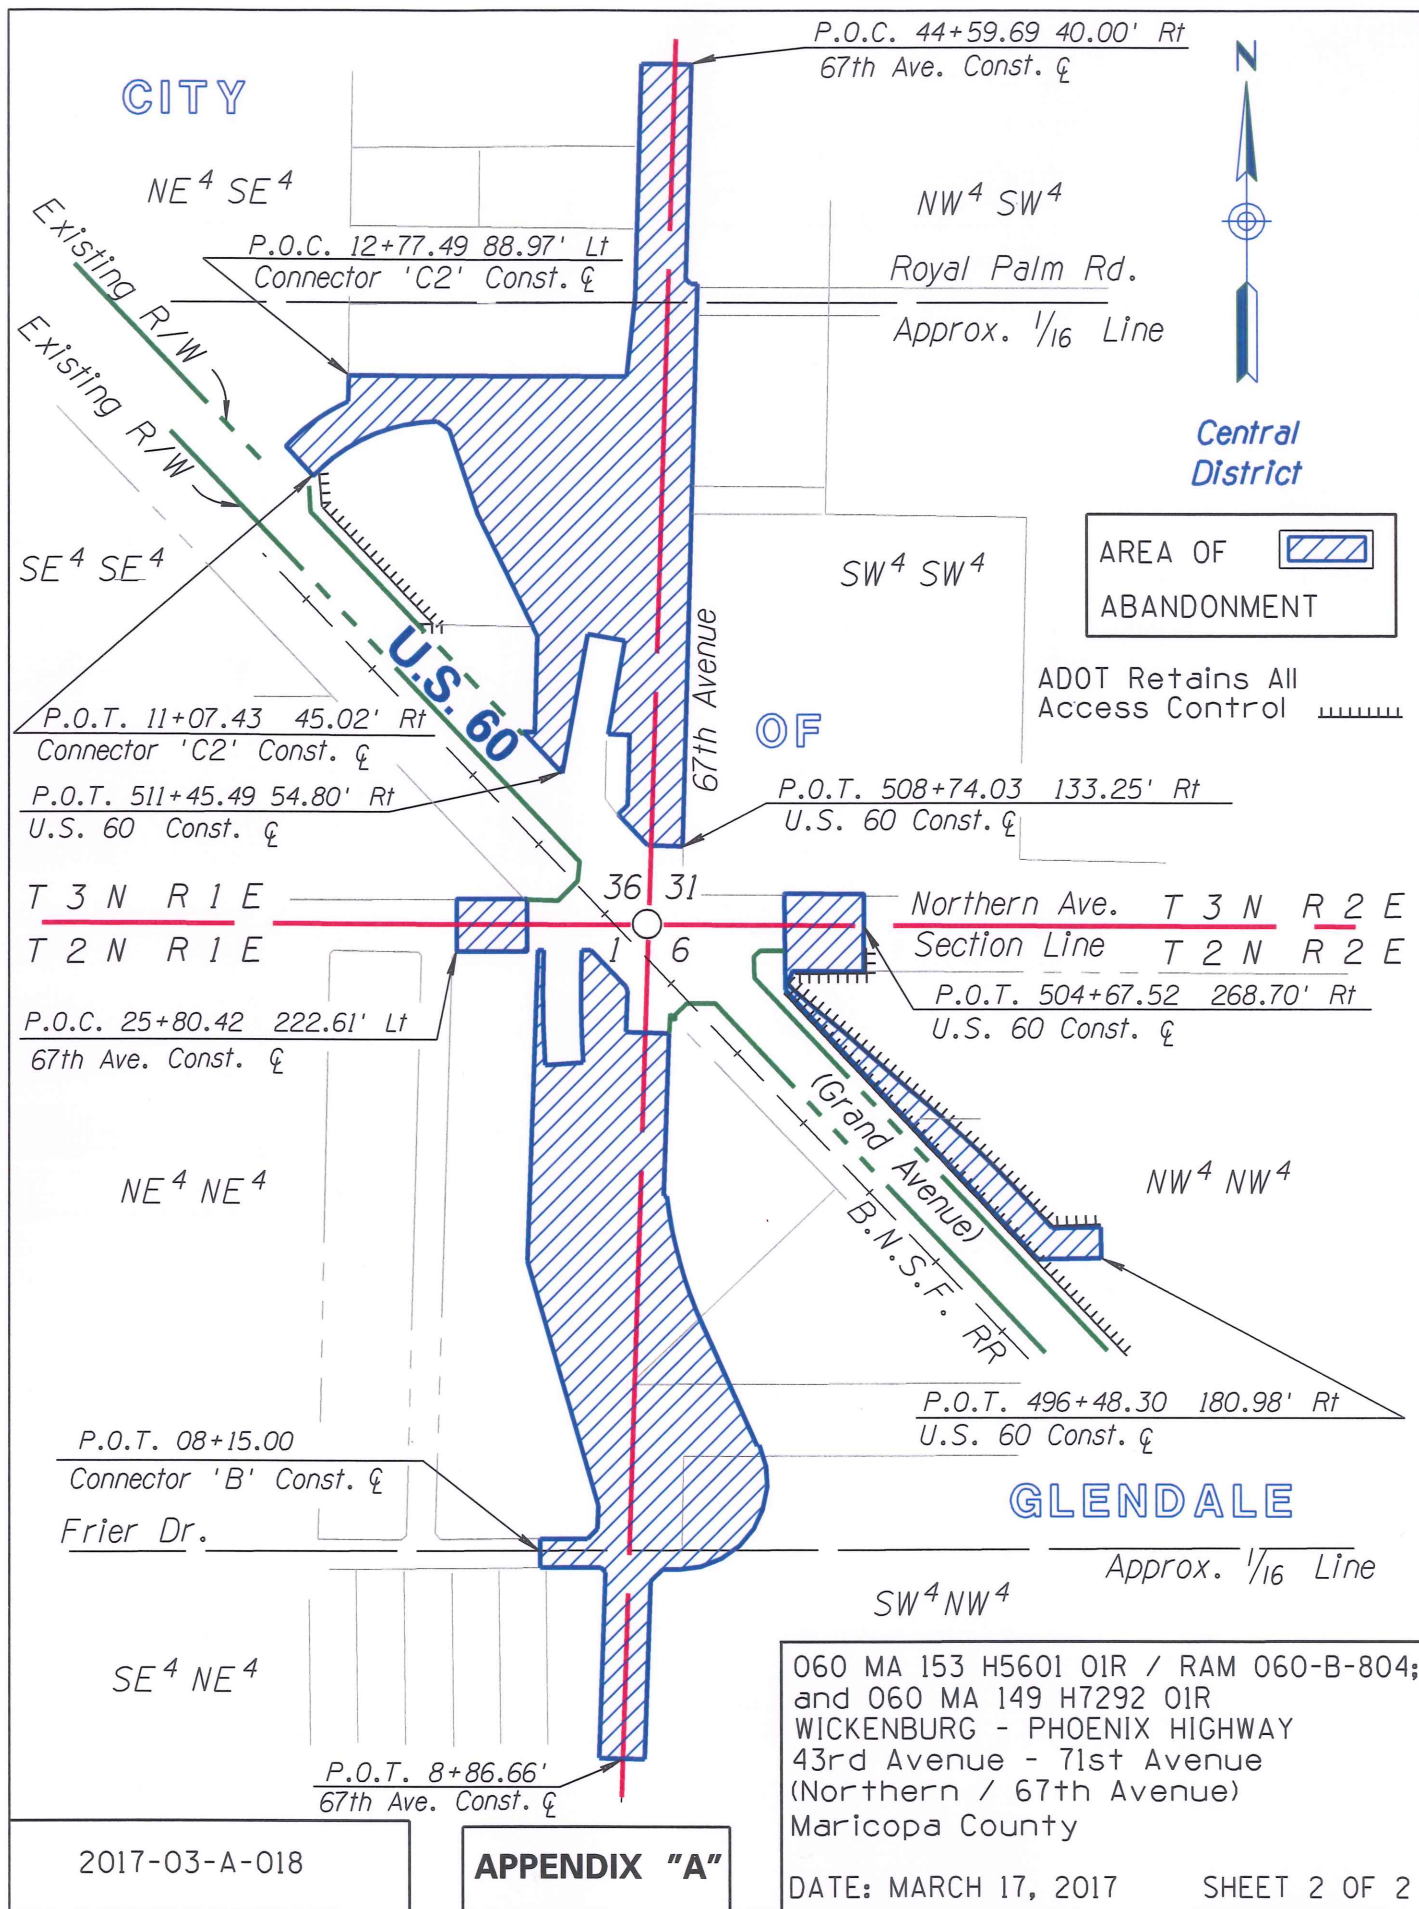 P.O.C. 44+59.69 40.00' Rt
67th Ave. Const. ℄
N
CITY
NE⁴ SE⁴
NW⁴ SW⁴
Existing R/W
P.O.C. 12+77.49 88.97' Lt
Connector 'C2' Const. ℄
Royal Palm Rd.
Approx. 1/16 Line
Existing R/W
Central
District
AREA OF
ABANDONMENT
SE⁴ SE⁴
SW⁴ SW⁴
U.S. 60
67th Avenue
ADOT Retains All
Access Control
P.O.T. 11+07.43 45.02' Rt
Connector 'C2' Const. ℄
OF
P.O.T. 511+45.49 54.80' Rt
U.S. 60 Const. ℄
P.O.T. 508+74.03 133.25' Rt
U.S. 60 Const. ℄
T 3 N R 1 E
36 31
Northern Ave. T 3 N R 2 E
T 2 N R 1 E
1 6
Section Line T 2 N R 2 E
P.O.C. 25+80.42 222.61' Lt
67th Ave. Const. ℄
P.O.T. 504+67.52 268.70' Rt
U.S. 60 Const. ℄
(Grand Avenue)
B.N.S.F. RR
NE⁴ NE⁴
NW⁴ NW⁴
P.O.T. 496+48.30 180.98' Rt
U.S. 60 Const. ℄
P.O.T. 08+15.00
Connector 'B' Const. ℄
GLENDALE
Frier Dr.
Approx. 1/16 Line
SW⁴ NW⁴
SE⁴ NE⁴
P.O.T. 8+86.66'
67th Ave. Const. ℄
060 MA 153 H5601 01R / RAM 060-B-804;
and 060 MA 149 H7292 01R
WICKENBURG - PHOENIX HIGHWAY
43rd Avenue - 71st Avenue
(Northern / 67th Avenue)
Maricopa County
DATE: MARCH 17, 2017 SHEET 2 OF 2
2017-03-A-018
APPENDIX "A"